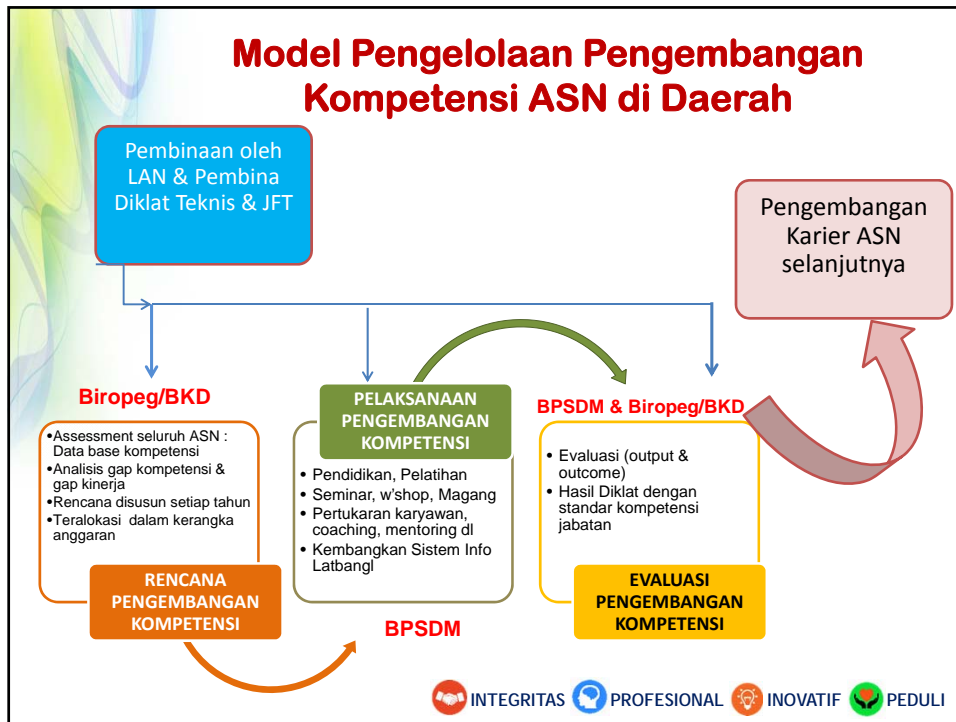 Model Pengelolaan Pengembangan
Kompetensi ASN di Daerah
Pembinaan oleh
LAN & Pembina
Diklat Teknis & JFT
Pengembangan
Karier ASN
selanjutnya
Biropeg/BKD
•Assessment seluruh ASN :
Data base kompetensi
•Analisis gap kompetensi &
gap kinerja
•Rencana disusun setiap tahun
•Teralokasi dalam kerangka
anggaran
RENCANA
PENGEMBANGAN
KOMPETENSI
PELAKSANAAN
PENGEMBANGAN
KOMPETENSI
• Pendidikan, Pelatihan
• Seminar, w'shop, Magang
• Pertukaran karyawan,
coaching, mentoring dl
• Kembangkan Sistem Info
Latbangl
BPSDM
BPSDM & Biropeg/BKD
• Evaluasi (output &
outcome)
• Hasil Diklat dengan
standar kompetensi
jabatan
EVALUASI
PENGEMBANGAN
KOMPETENSI
INTEGRITAS PROFESIONAL INOVATIF PEDULI